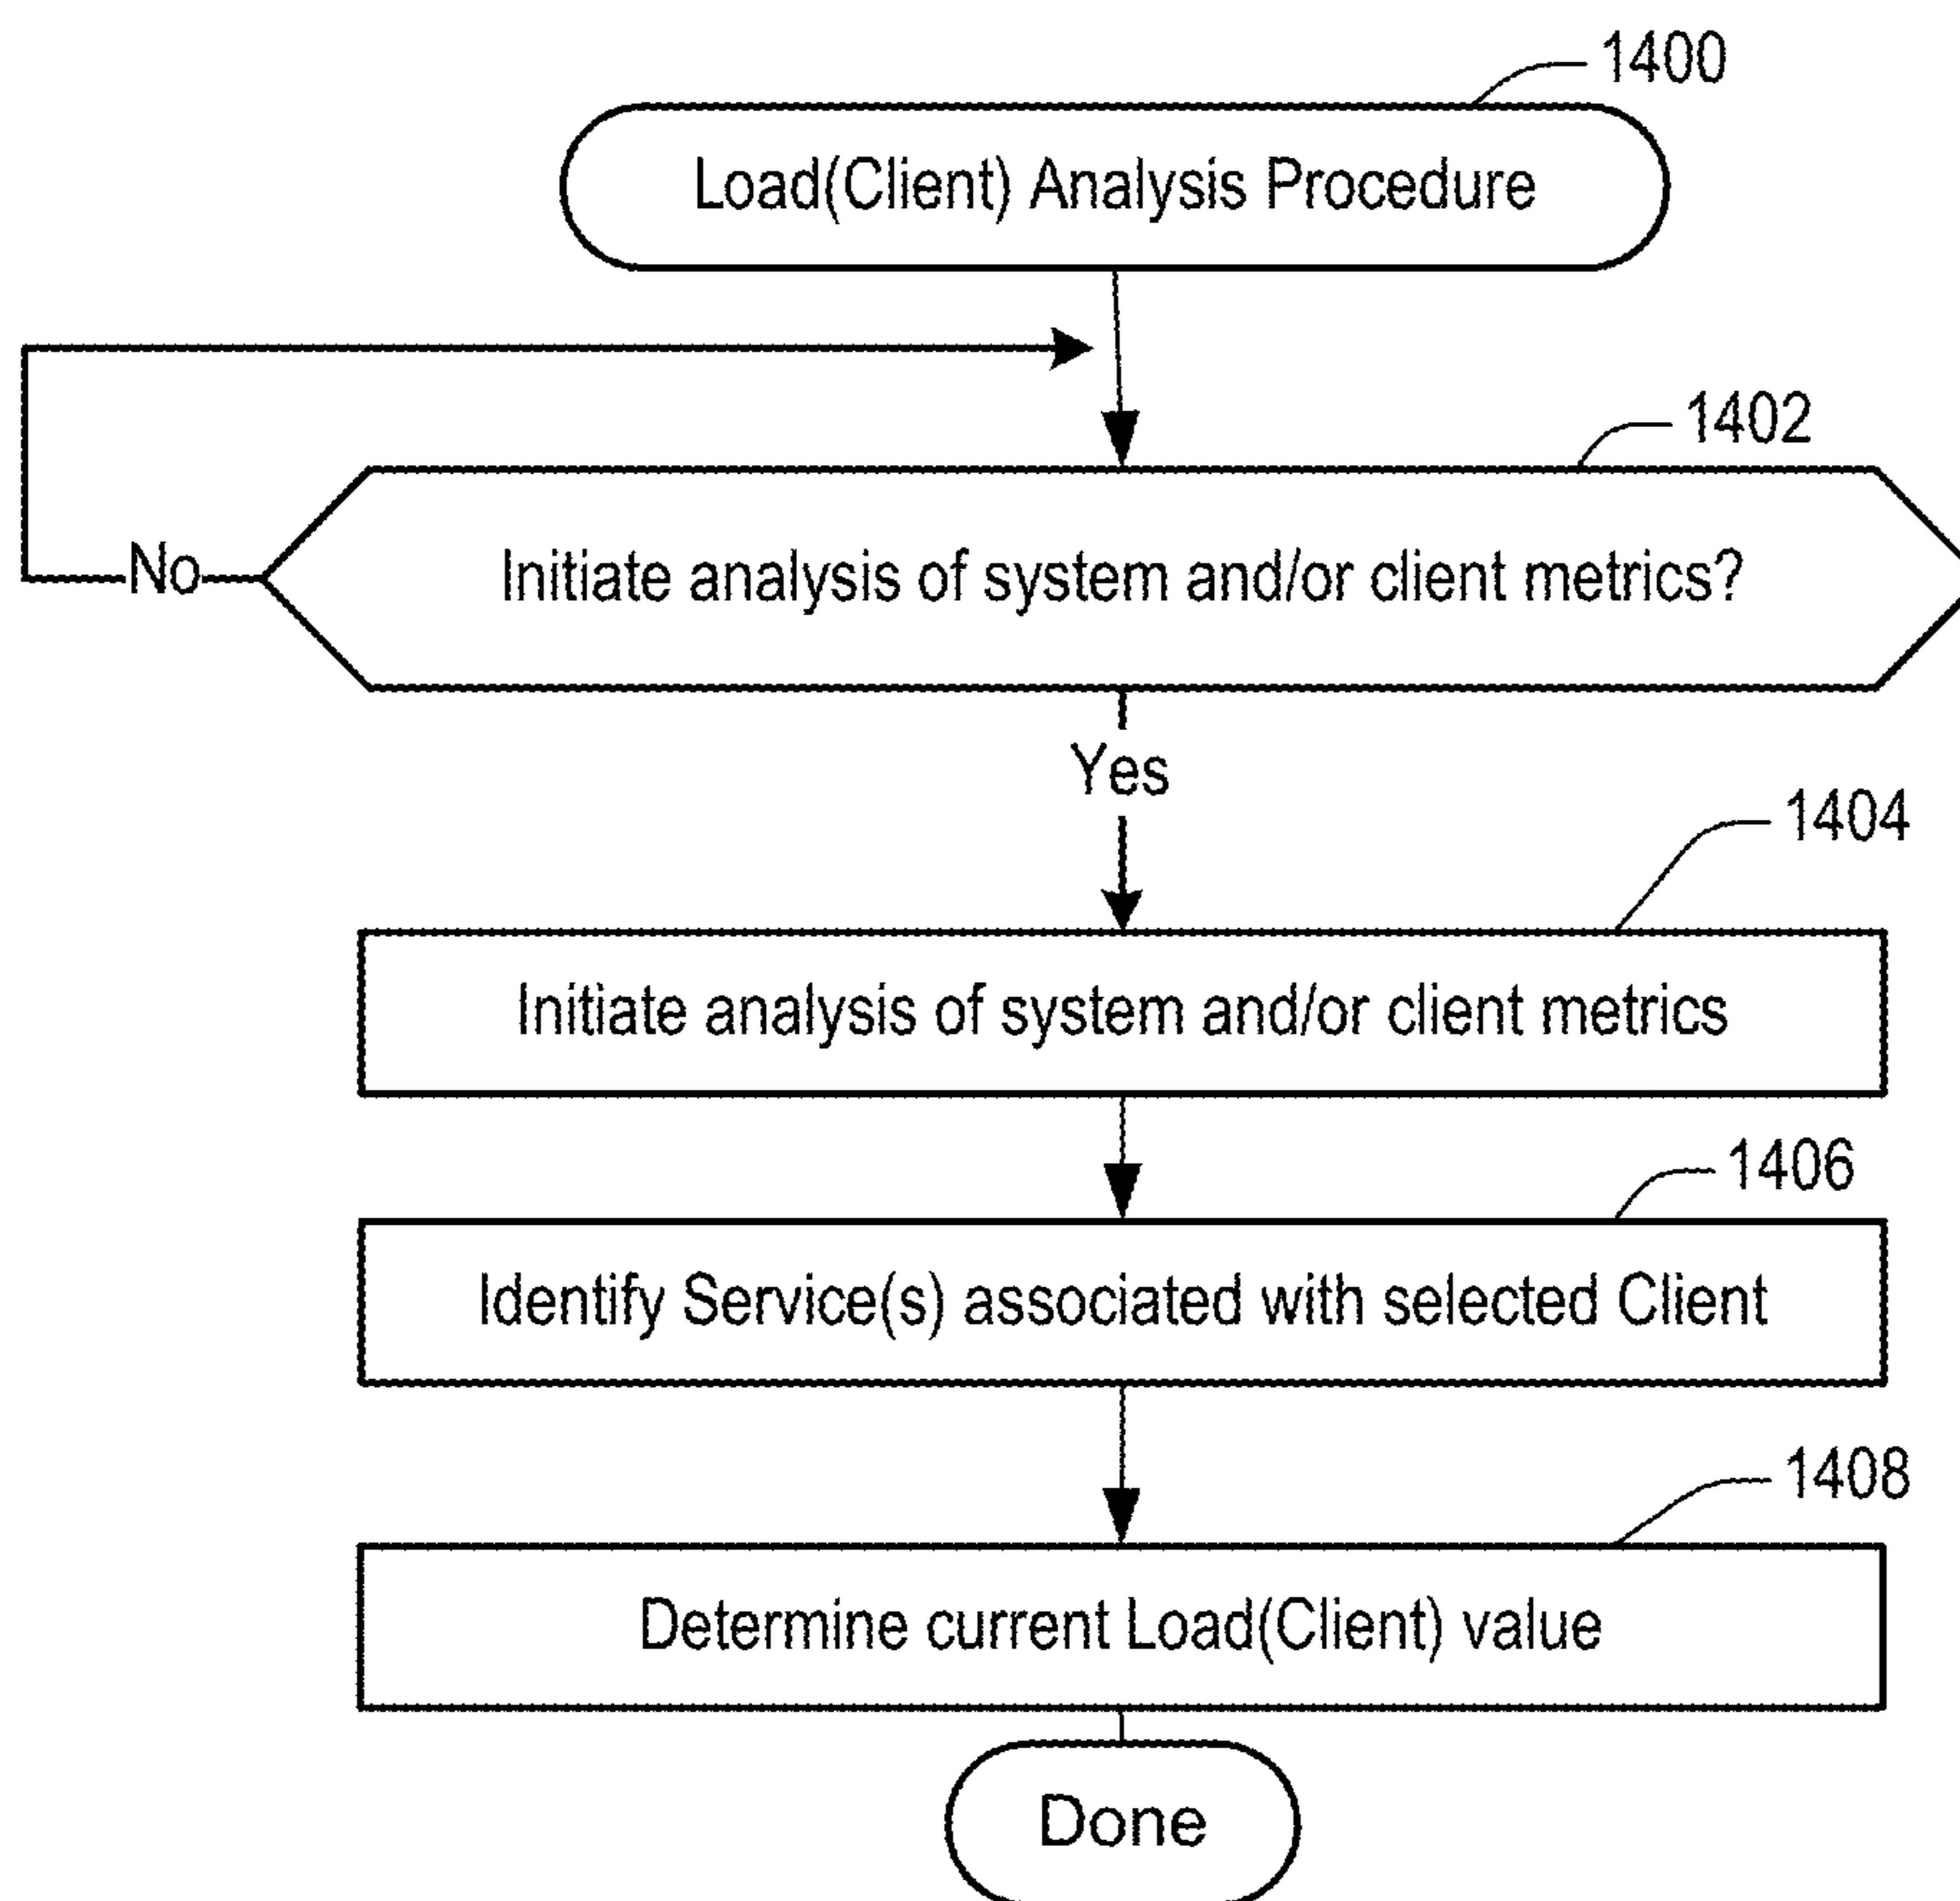 1400
Load(Client) Analysis Procedure
1402
Initiate analysis of system and/or client metrics?
No
Yes
1404
Initiate analysis of system and/or client metrics
1406
Identify Service(s) associated with selected Client
1408
Determine current Load(Client) value
Done